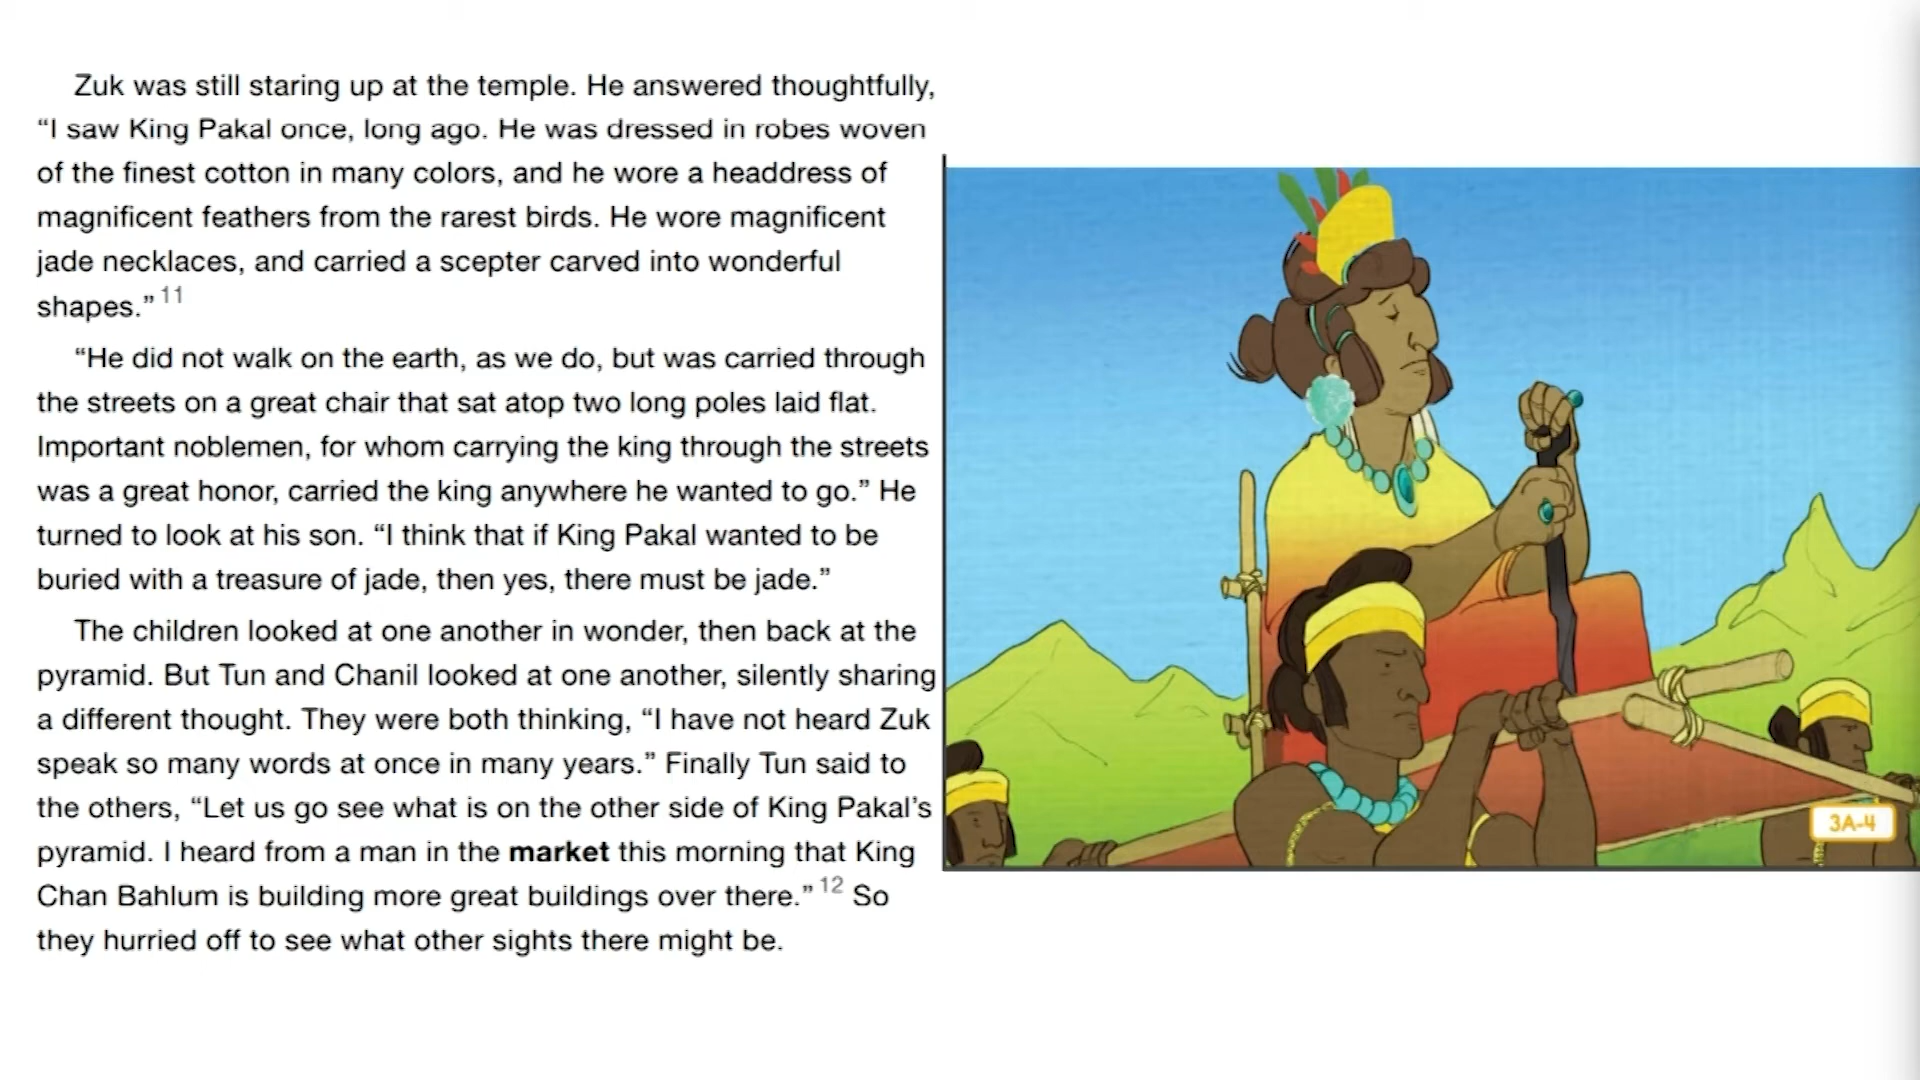 Zuk was still staring up at the temple. He answered thoughtfully,
“I saw King Pakal once, long ago. He was dressed in robes woven
of the finest cotton in many colors, and he wore a headdress of
magnificent feathers from the rarest birds. He wore magnificent
jade necklaces, and carried a scepter carved into wonderful
shapes.” 11
“He did not walk on the earth, as we do, but was carried through
the streets on a great chair that sat atop two long poles laid flat.
Important noblemen, for whom carrying the king through the streets
was a great honor, carried the king anywhere he wanted to go.” He
turned to look at his son. “I think that if King Pakal wanted to be
buried with a treasure of jade, then yes, there must be jade.”
The children looked at one another in wonder, then back at the
pyramid. But Tun and Chanil looked at one another, silently sharing
a different thought. They were both thinking, “I have not heard Zuk
speak so many words at once in many years.” Finally Tun said to
the others, “Let us go see what is on the other side of King Pakal’s
pyramid. I heard from a man in the market this morning that King
Chan Bahlum is building more great buildings over there.” 12 So
they hurried off to see what other sights there might be.
3A-4